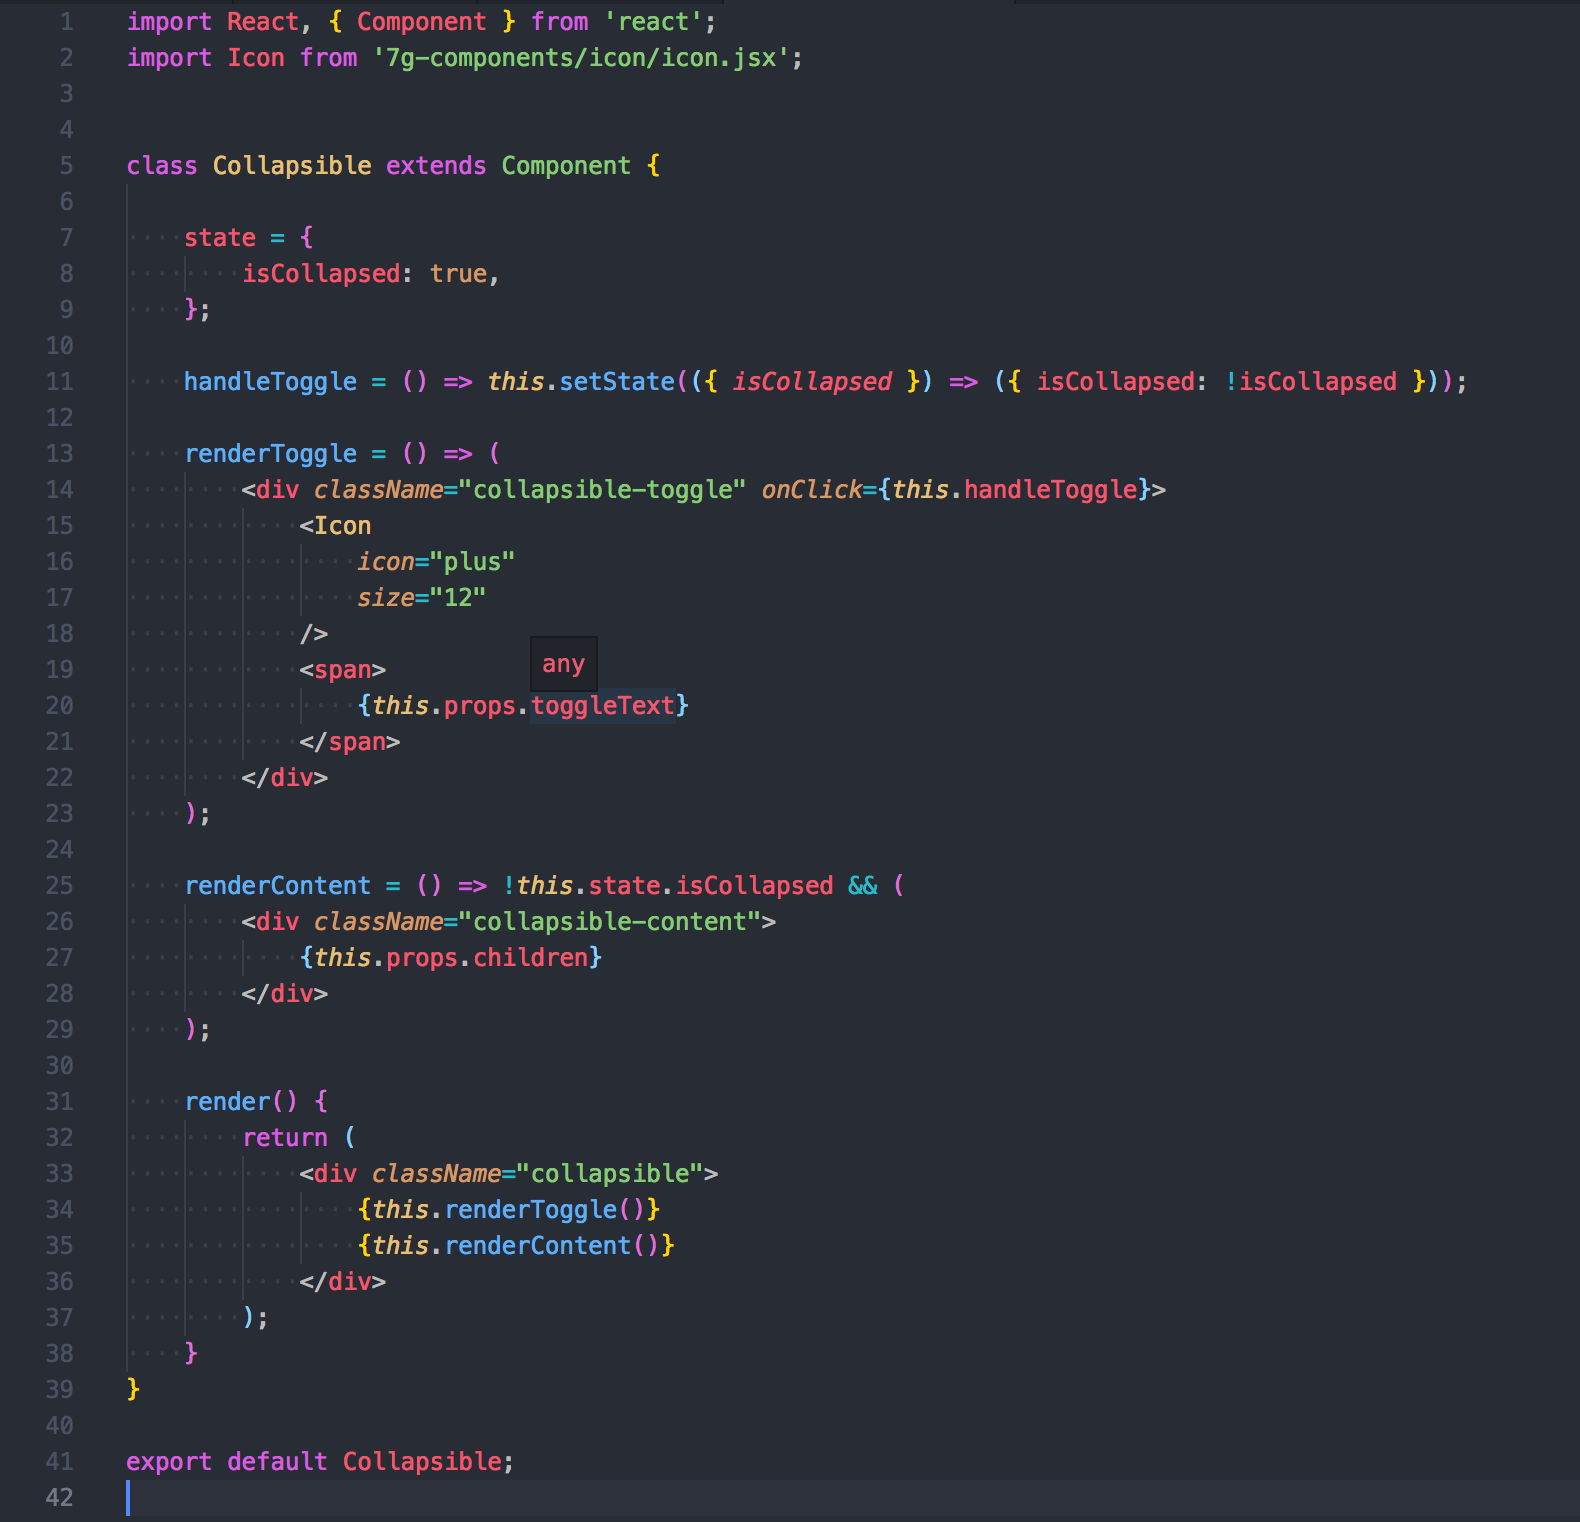 1 import React, { Component } from 'react';
2 import Icon from '7g-components/icon/icon.jsx';
3
4
5 class Collapsible extends Component {
6
7     state = {
8         isCollapsed: true,
9     };
10
11     handleToggle = () => this.setState(({ isCollapsed }) => ({ isCollapsed: !isCollapsed }));
12
13     renderToggle = () => (
14         <div className="collapsible-toggle" onClick={this.handleToggle}>
15             <Icon
16                 icon="plus"
17                 size="12"
18             />
any
19             <span>
20                 {this.props.toggleText}
21             </span>
22         </div>
23     );
24
25     renderContent = () => !this.state.isCollapsed && (
26         <div className="collapsible-content">
27             {this.props.children}
28         </div>
29     );
30
31     render() {
32         return (
33             <div className="collapsible">
34                 {this.renderToggle()}
35                 {this.renderContent()}
36             </div>
37         );
38     }
39 }
40
41 export default Collapsible;
42